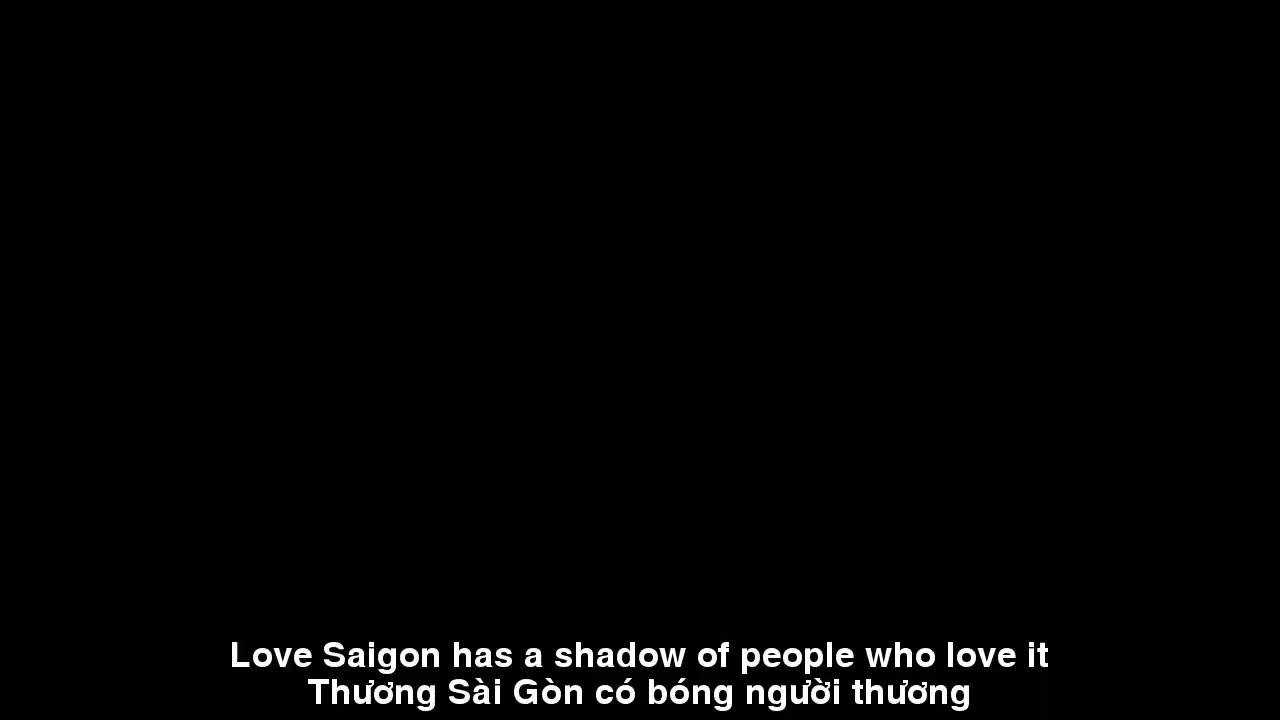 Love Saigon has a shadow of people who love it
Thương Sài Gòn có bóng người thương